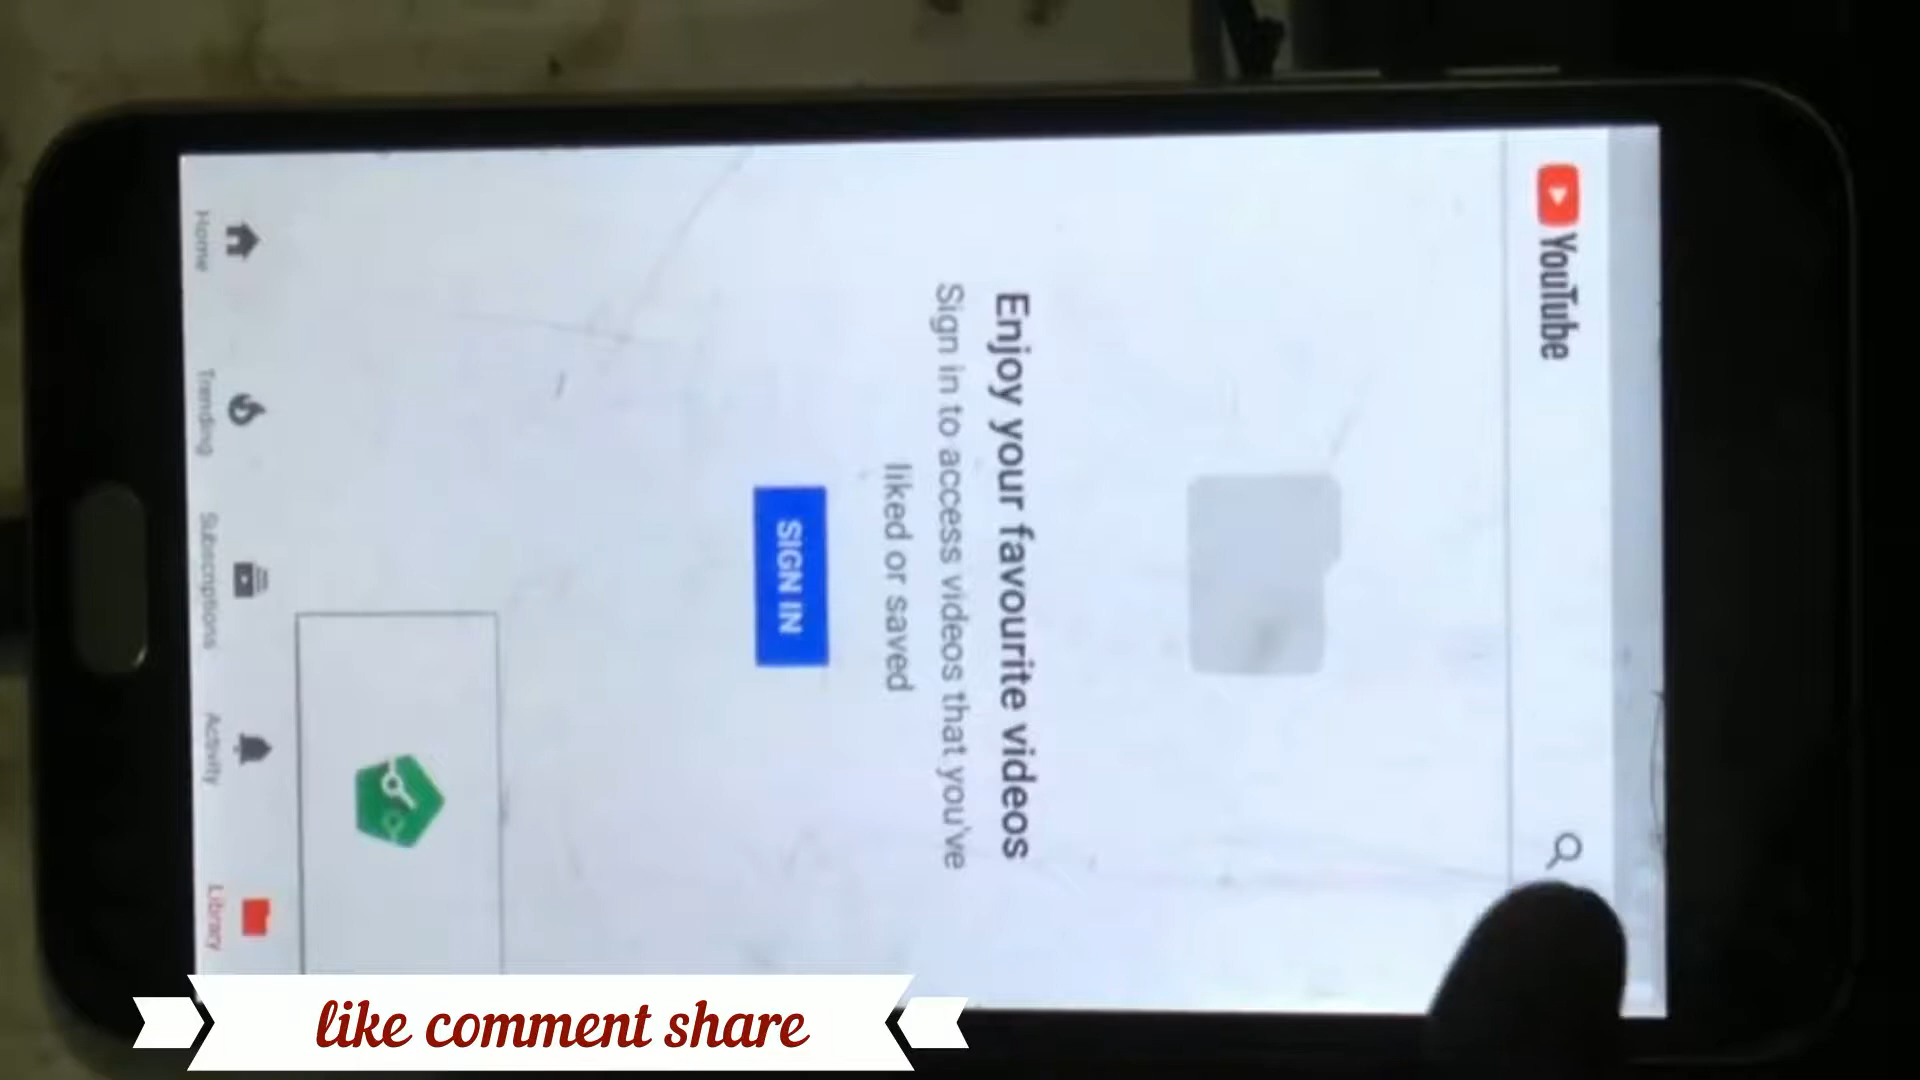 YouTube
Enjoy your favourite videos
Sign in to access videos that you've
liked or saved
SIGN IN
Home
Trending
Subscriptions
Activity
Library
like comment share